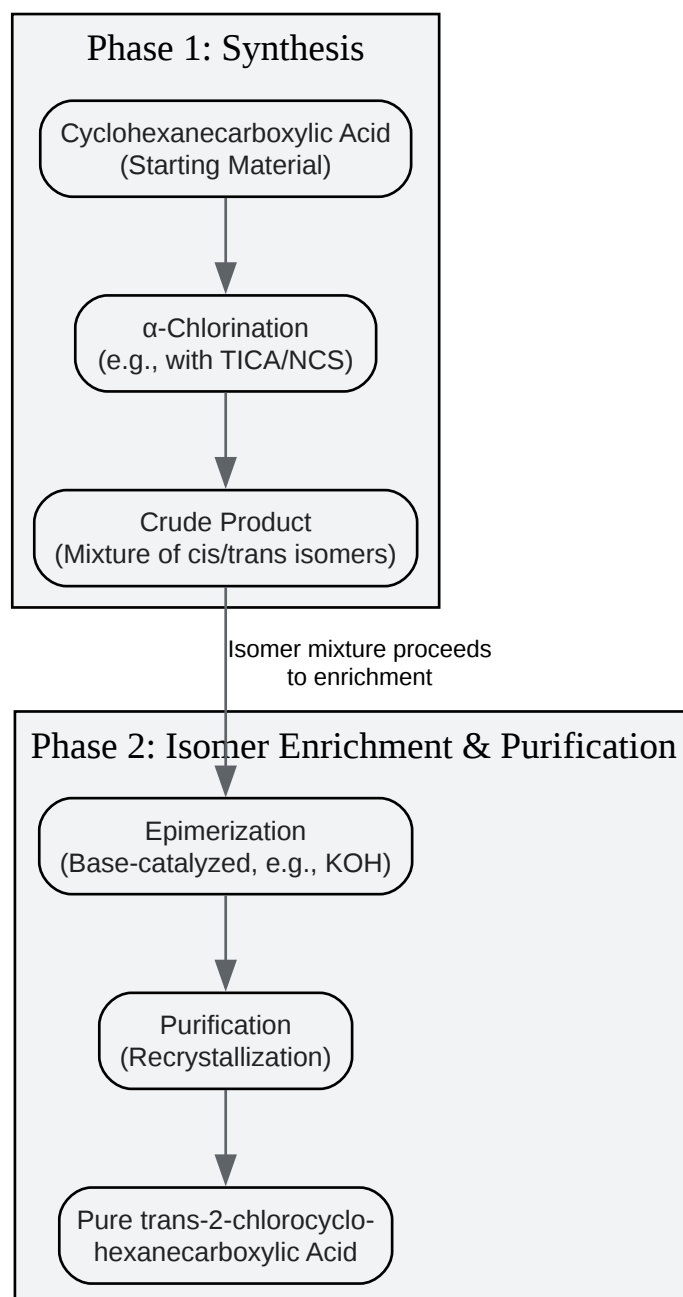 Phase 1: Synthesis
Cyclohexanecarboxylic Acid
(Starting Material)
α-Chlorination
(e.g., with TICA/NCS)
Crude Product
(Mixture of cis/trans isomers)
Isomer mixture proceeds
to enrichment
Phase 2: Isomer Enrichment & Purification
Epimerization
(Base-catalyzed, e.g., KOH)
Purification
(Recrystallization)
Pure trans-2-chlorocyclo-
hexanecarboxylic Acid